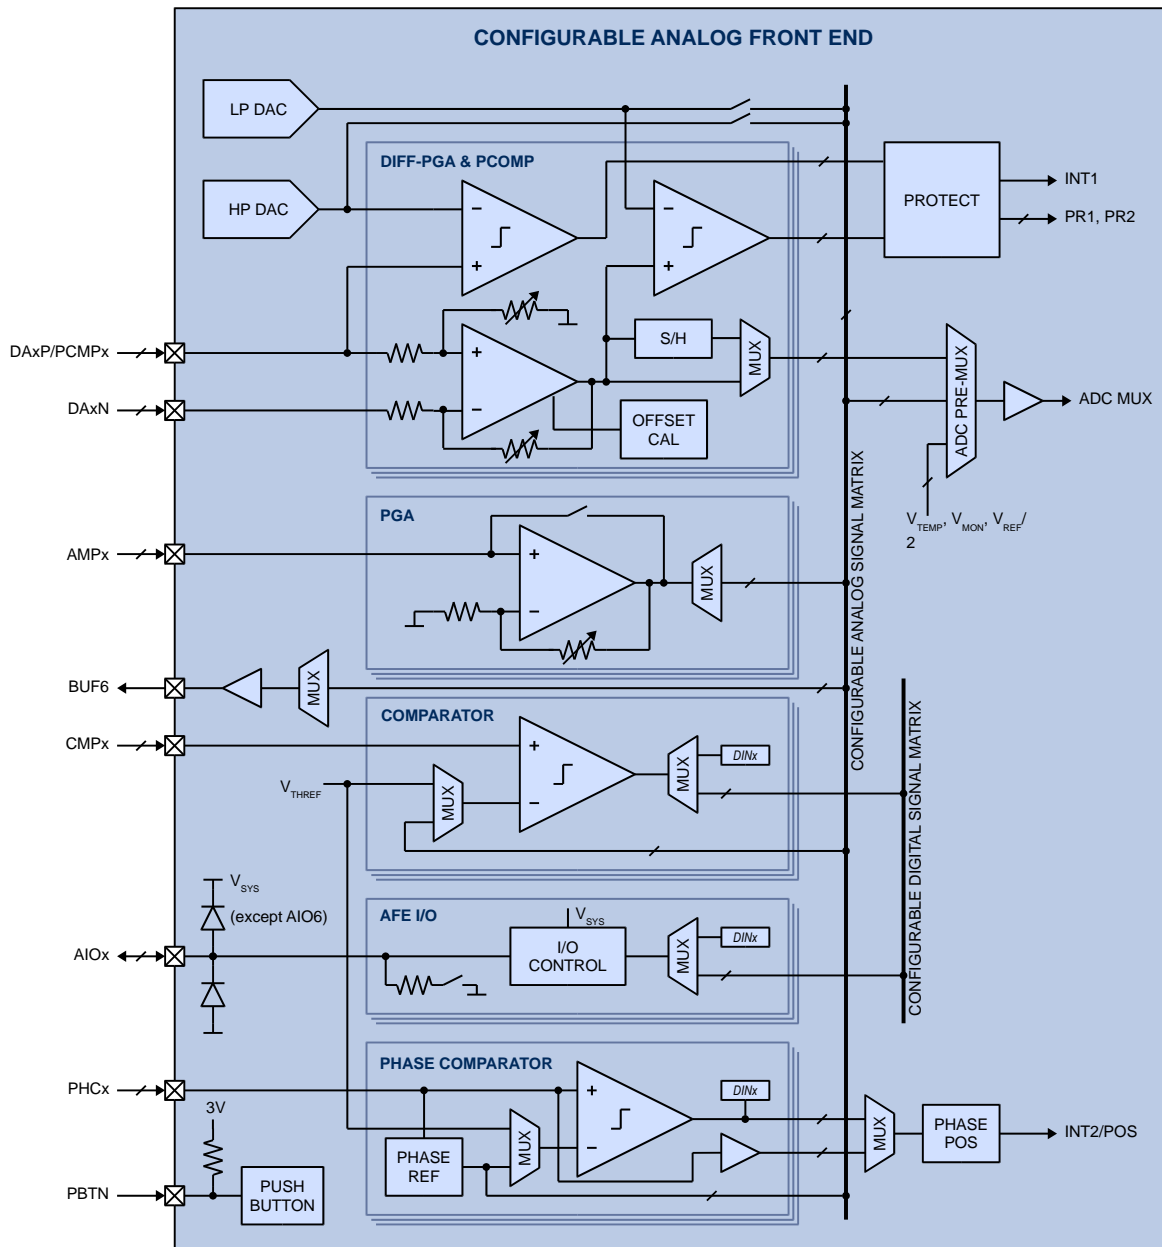 CONFIGURABLE ANALOG FRONT END
LP DAC
HP DAC
DIFF-PGA & PCOMP
−
+
−
+
PROTECT
INT1
PR1, PR2
DAxP/PCMPx
DAxN
+
−
S/H
MUX
OFFSET
CAL
ADC PRE-MUX
ADC MUX
VTEMP, VMON, VREF/
2
CONFIGURABLE ANALOG SIGNAL MATRIX
PGA
AMPx
+
−
MUX
BUF6
MUX
COMPARATOR
CMPx
VTHREF
MUX
+
−
MUX
DINx
CONFIGURABLE DIGITAL SIGNAL MATRIX
AFE I/O
VSYS
(except AIO6)
AIOx
VSYS
I/O
CONTROL
MUX
DINx
PHASE COMPARATOR
PHCx
3V
PHASE
REF
MUX
+
−
DINx
MUX
PHASE
POS
INT2/POS
PBTN
PUSH
BUTTON